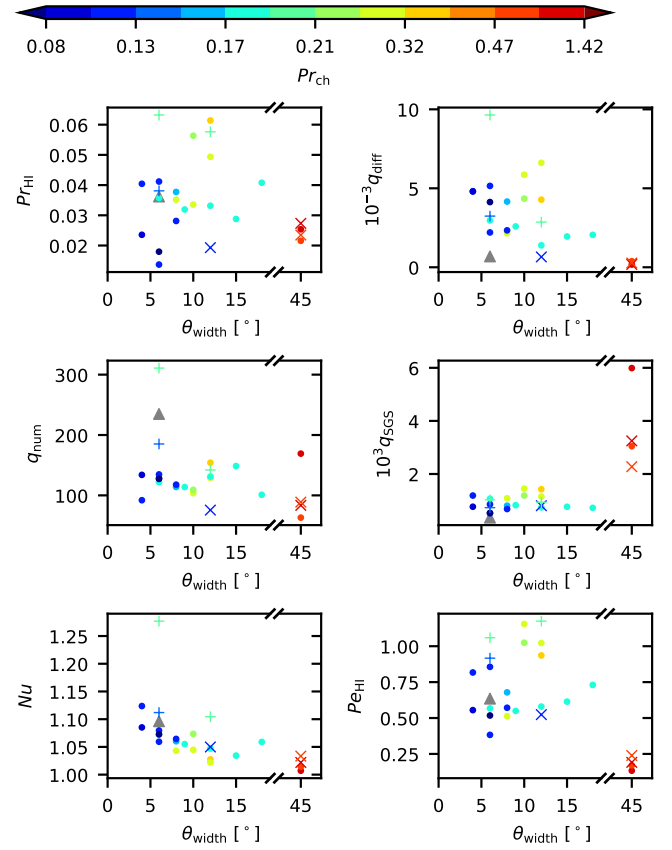 0.08 0.13 0.17 0.21 0.32 0.47 1.42
Pr_ch
0.06
0.05
0.04
0.03
0.02
Pr_HI
0 5 10 15 45
θ_width [°]
10
5
0
10⁻³q_diff
0 5 10 15 45
θ_width [°]
300
200
100
q_num
0 5 10 15 45
θ_width [°]
6
4
2
10³q_SGS
0 5 10 15 45
θ_width [°]
1.25
1.20
1.15
1.10
1.05
1.00
Nu
0 5 10 15 45
θ_width [°]
1.00
0.75
0.50
0.25
Pe_HI
0 5 10 15 45
θ_width [°]